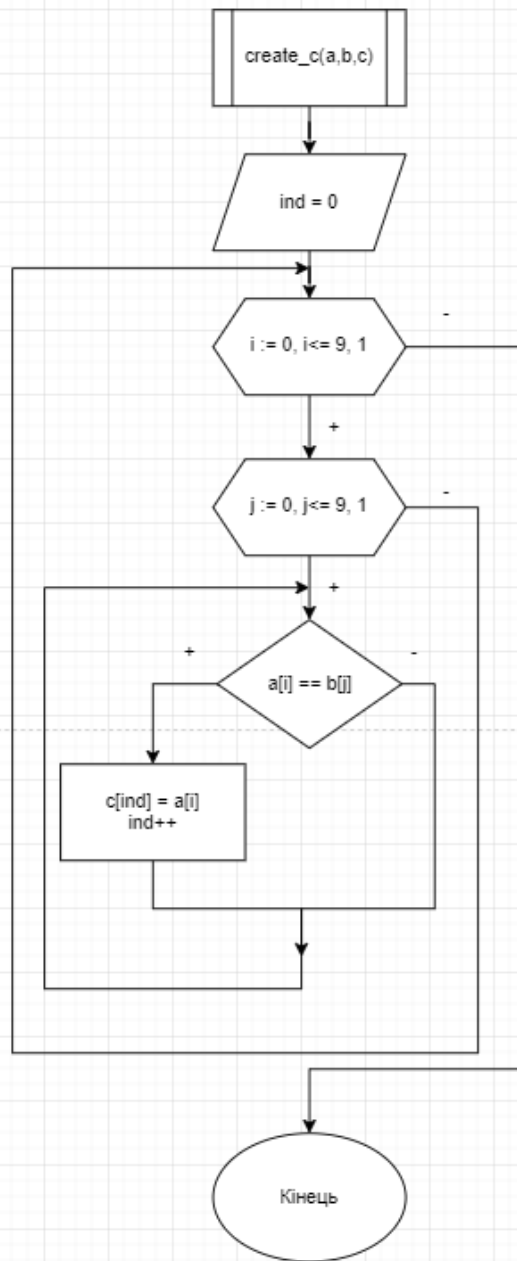 create_c(a,b,c)
ind = 0
-
i := 0, i<= 9, 1
+
-
j := 0, j<= 9, 1
+
+
-
a[i] == b[j]
c[ind] = a[i]
ind++
Кінець